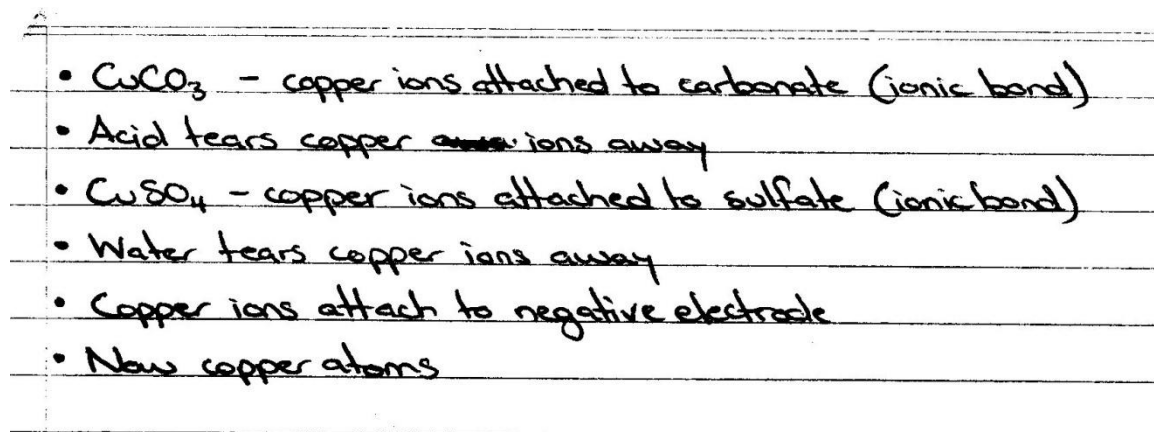 • CuCO₃ – copper ions attached to carbonate (ionic bond)
• Acid tears copper ions away
• CuSO₄ – copper ions attached to sulfate (ionic bond)
• Water tears copper ions away
• Copper ions attach to negative electrode
• Now copper atoms